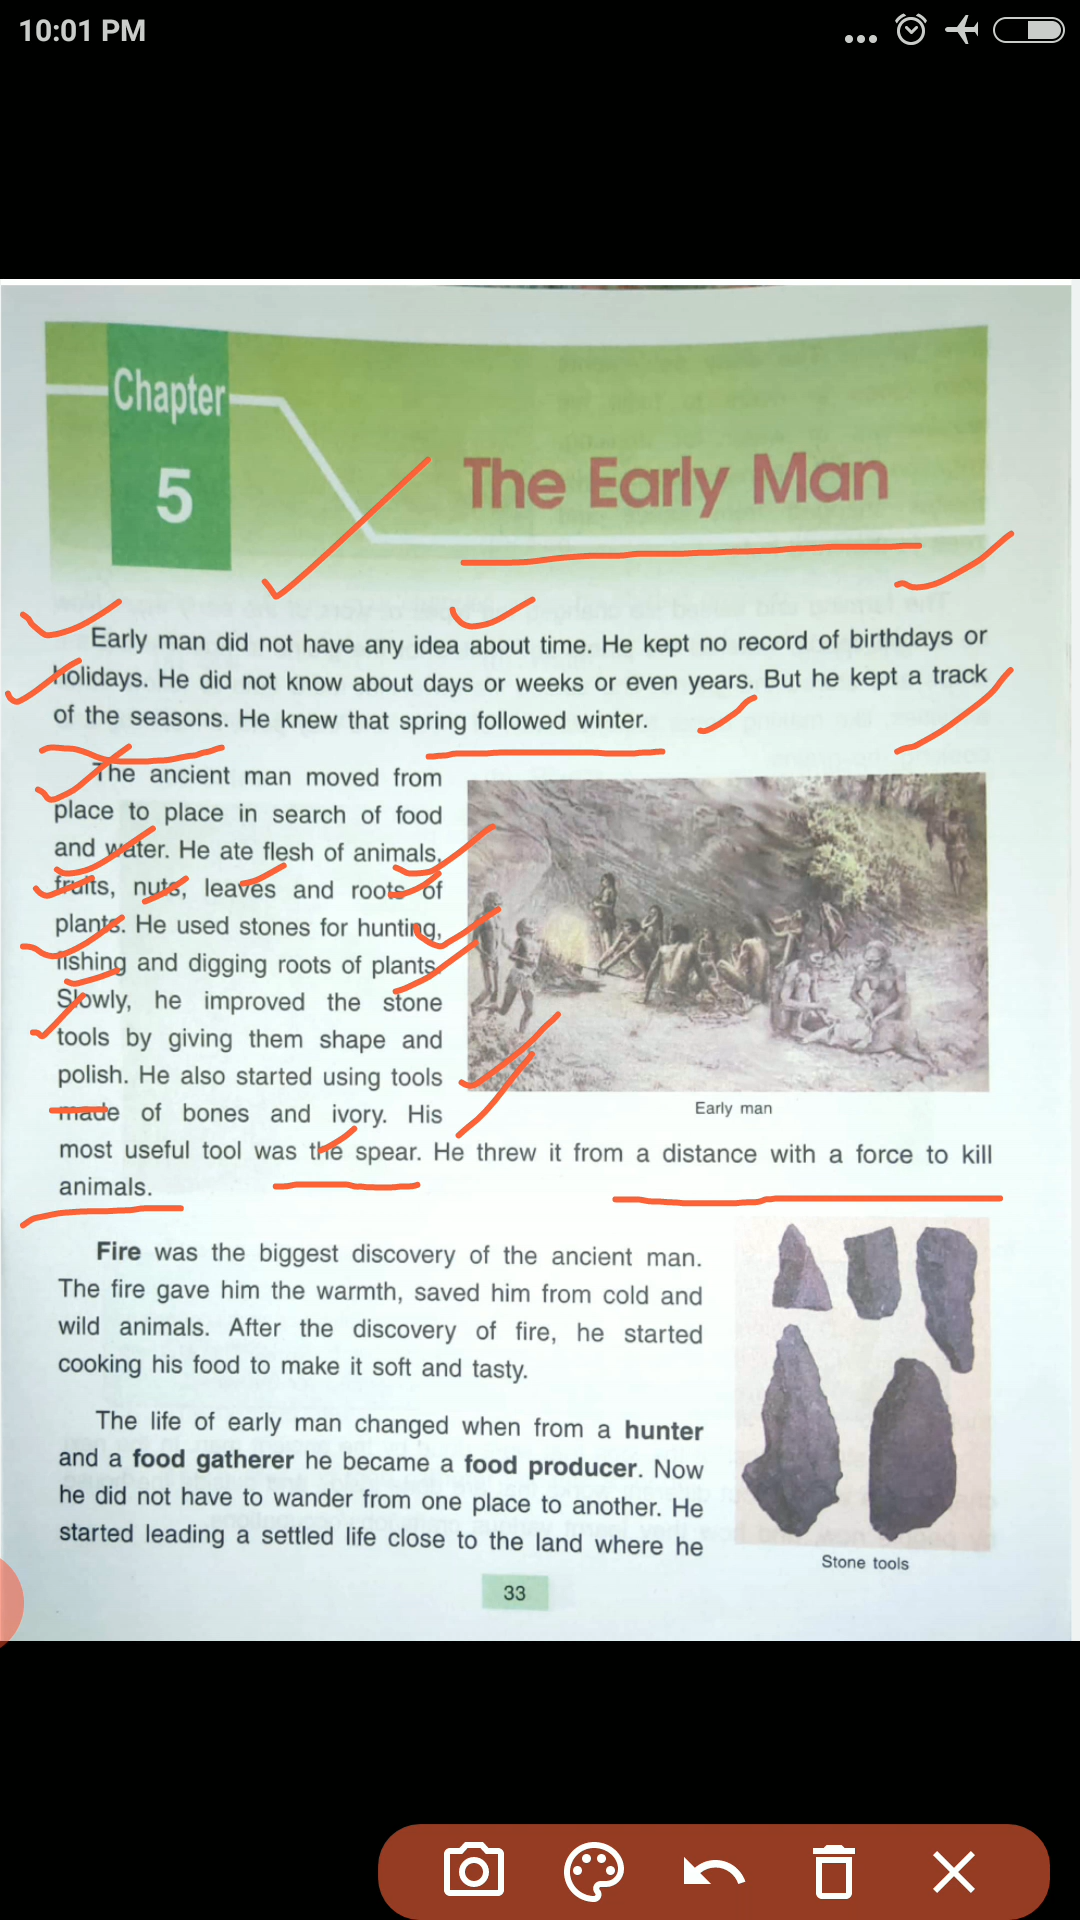 10:01 PM
Chapter
5
The Early Man
Early man did not have any idea about time. He kept no record of birthdays or
holidays. He did not know about days or weeks or even years. But he kept a track
of the seasons. He knew that spring followed winter.
The ancient man moved from
place to place in search of food
and water. He ate flesh of animals,
fruits, nuts, leaves and roots of
plants. He used stones for hunting,
fishing and digging roots of plants.
Slowly, he improved the stone
tools by giving them shape and
polish. He also started using tools
made of bones and ivory. His
most useful tool was the spear. He threw it from a distance with a force to kill
animals.
Early man
Fire was the biggest discovery of the ancient man.
The fire gave him the warmth, saved him from cold and
wild animals. After the discovery of fire, he started
cooking his food to make it soft and tasty.
The life of early man changed when from a hunter
and a food gatherer he became a food producer. Now
he did not have to wander from one place to another. He
started leading a settled life close to the land where he
Stone tools
33